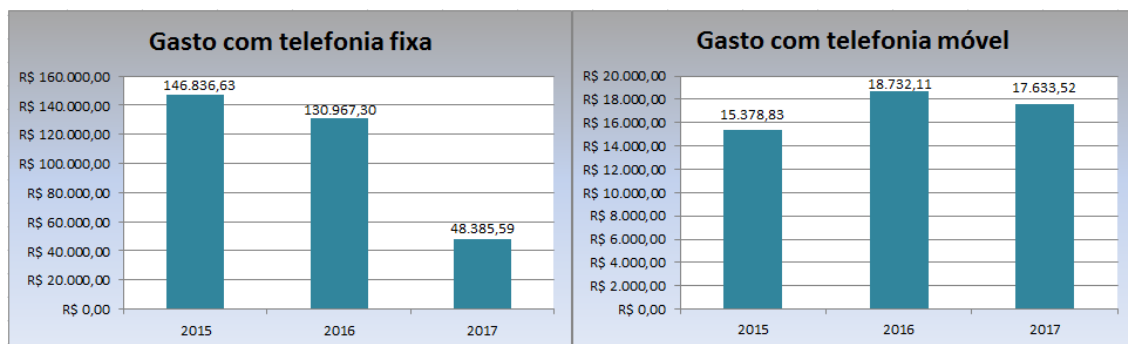 Gasto com telefonia fixa
R$ 160.000,00
R$ 140.000,00
R$ 120.000,00
R$ 100.000,00
R$ 80.000,00
R$ 60.000,00
R$ 40.000,00
R$ 20.000,00
R$ 0,00
146.836,63
130.967,30
48.385,59
2015 2016 2017
Gasto com telefonia móvel
R$ 20.000,00
R$ 18.000,00
R$ 16.000,00
R$ 14.000,00
R$ 12.000,00
R$ 10.000,00
R$ 8.000,00
R$ 6.000,00
R$ 4.000,00
R$ 2.000,00
R$ 0,00
15.378,83
18.732,11
17.633,52
2015 2016 2017